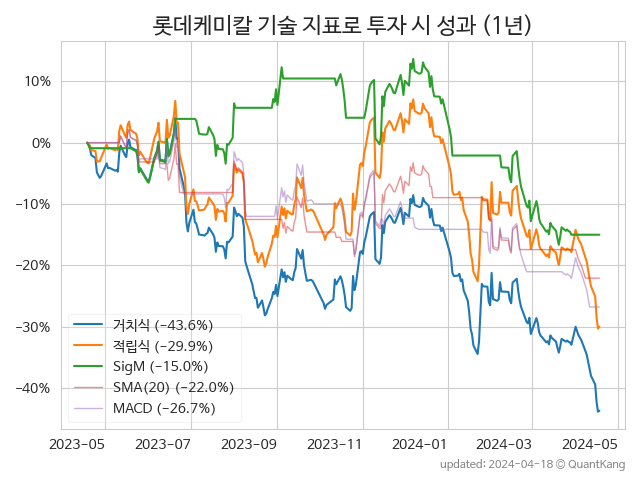 롯데케미칼 기술 지표로 투자 시 성과 (1년)
10%
0%
−10%
−20%
−30%
−40%
거치식 (−43.6%)
적립식 (−29.9%)
SigM (−15.0%)
SMA(20) (−22.0%)
MACD (−26.7%)
2023-05 2023-07 2023-09 2023-11 2024-01 2024-03 2024-05
updated: 2024-04-18 ⓒ QuantKang